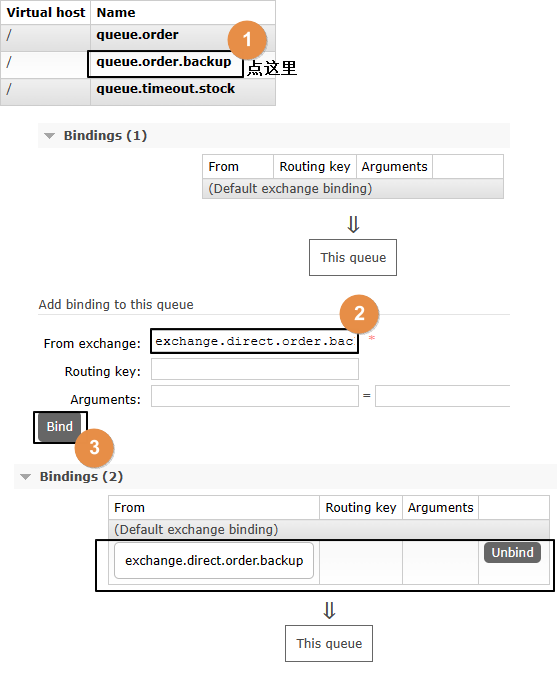 Virtual host Name
/ queue.order
1
/ queue.order.backup 点这里
/ queue.timeout.stock
Bindings (1)
From Routing key Arguments
(Default exchange binding)
⇓
This queue
Add binding to this queue
2
From exchange: exchange.direct.order.bac *
Routing key:
Arguments: =
Bind
3
Bindings (2)
From Routing key Arguments
(Default exchange binding)
exchange.direct.order.backup Unbind
⇓
This queue